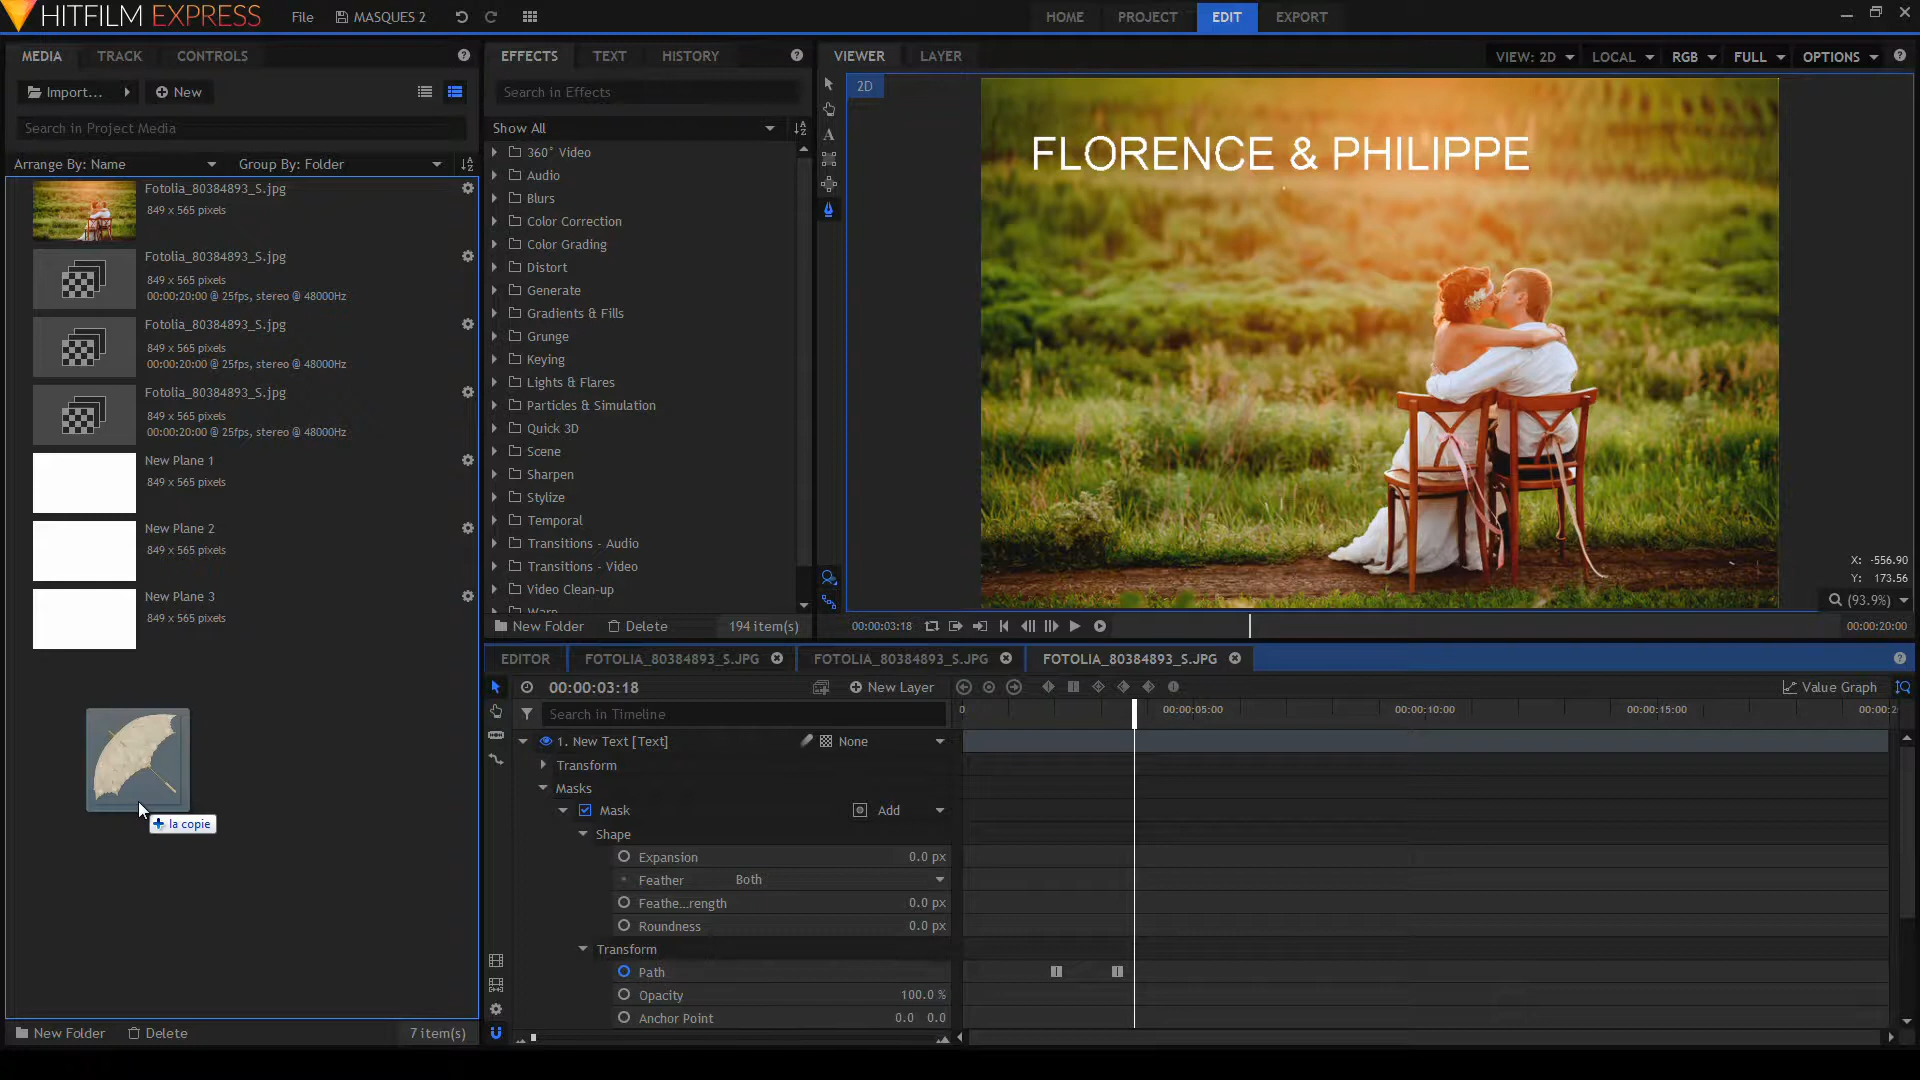 HITFILM EXPRESS
File
MASQUES 2
HOME
PROJECT
EDIT
EXPORT
MEDIA
TRACK
CONTROLS
Import...
New
Search in Project Media
Arrange By: Name
Group By: Folder
Fotolia_80384893_S.jpg
849 x 565 pixels
Fotolia_80384893_S.jpg
849 x 565 pixels
00:00:20:00 @ 25fps, stereo @ 48000Hz
Fotolia_80384893_S.jpg
849 x 565 pixels
00:00:20:00 @ 25fps, stereo @ 48000Hz
Fotolia_80384893_S.jpg
849 x 565 pixels
00:00:20:00 @ 25fps, stereo @ 48000Hz
New Plane 1
849 x 565 pixels
New Plane 2
849 x 565 pixels
New Plane 3
849 x 565 pixels
la copie
New Folder
Delete
7 item(s)
EFFECTS
TEXT
HISTORY
Search in Effects
Show All
360° Video
Audio
Blurs
Color Correction
Color Grading
Distort
Generate
Gradients & Fills
Grunge
Keying
Lights & Flares
Particles & Simulation
Quick 3D
Scene
Sharpen
Stylize
Temporal
Transitions - Audio
Transitions - Video
Video Clean-up
Warp
New Folder
Delete
194 item(s)
VIEWER
LAYER
VIEW: 2D
LOCAL
RGB
FULL
OPTIONS
2D
FLORENCE & PHILIPPE
X: -556.90
Y: 173.56
(93.9%)
00:00:03:18
00:00:20:00
EDITOR
FOTOLIA_80384893_S.JPG
FOTOLIA_80384893_S.JPG
FOTOLIA_80384893_S.JPG
00:00:03:18
New Layer
Value Graph
Search in Timeline
0
00:00:05:00
00:00:10:00
00:00:15:00
00:00:2
1. New Text [Text]
None
Transform
Masks
Mask
Add
Shape
Expansion
0.0 px
Feather
Both
Feathe...rength
0.0 px
Roundness
0.0 px
Transform
Path
Opacity
100.0 %
Anchor Point
0.0 0.0